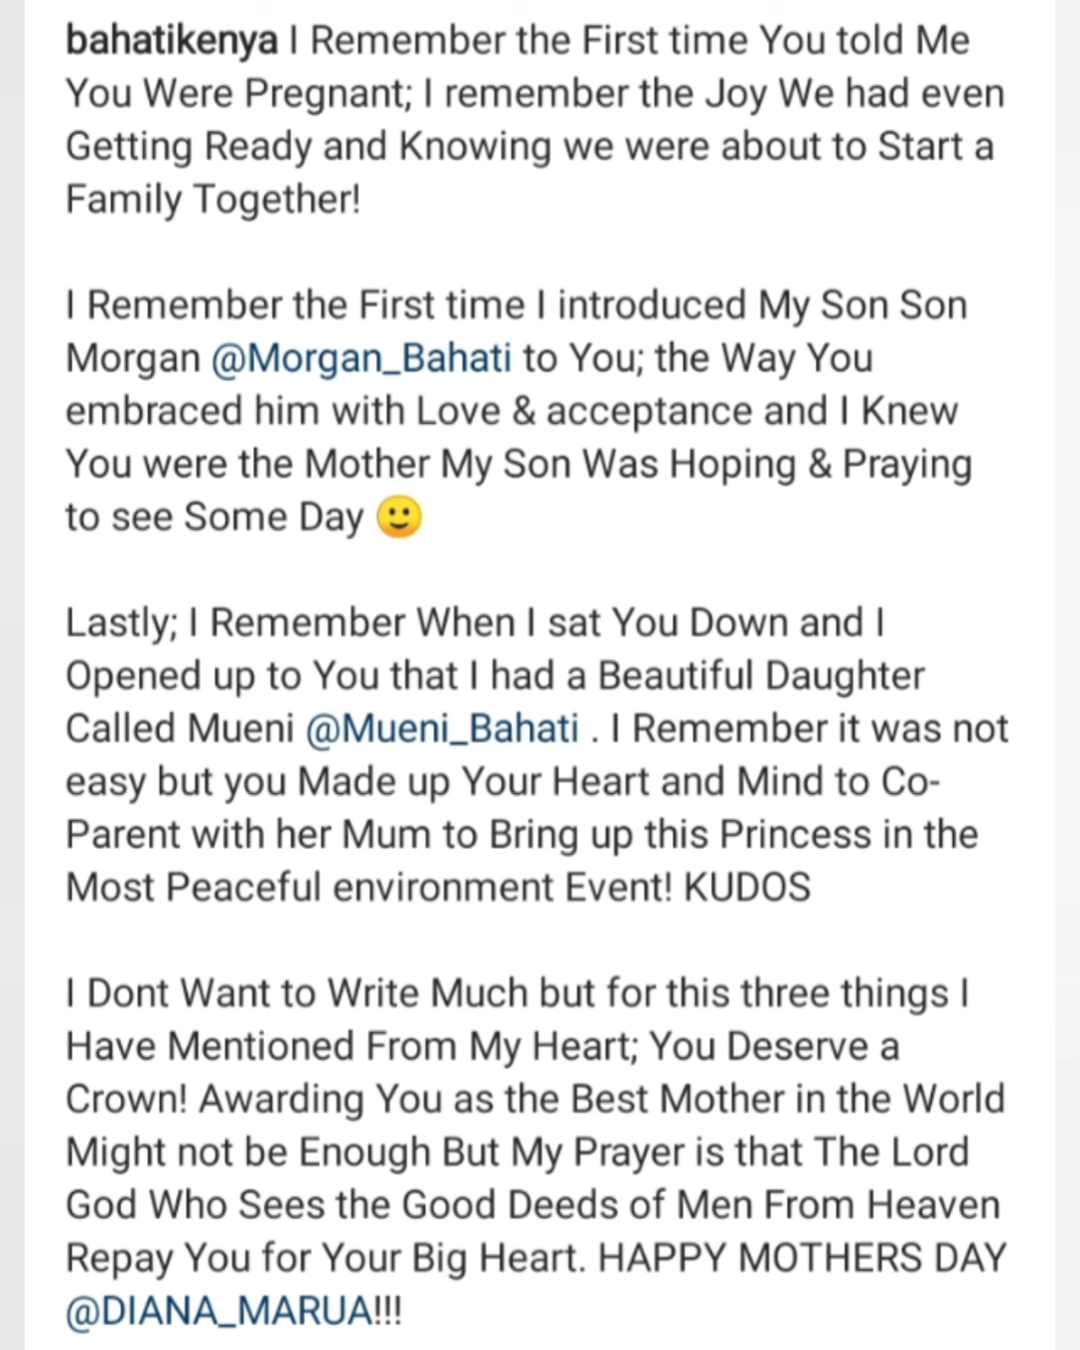 bahatikenya I Remember the First time You told Me
You Were Pregnant; I remember the Joy We had even
Getting Ready and Knowing we were about to Start a
Family Together!
I Remember the First time I introduced My Son Son
Morgan @Morgan_Bahati to You; the Way You
embraced him with Love & acceptance and I Knew
You were the Mother My Son Was Hoping & Praying
to see Some Day 🙂
Lastly; I Remember When I sat You Down and I
Opened up to You that I had a Beautiful Daughter
Called Mueni @Mueni_Bahati . I Remember it was not
easy but you Made up Your Heart and Mind to Co-
Parent with her Mum to Bring up this Princess in the
Most Peaceful environment Event! KUDOS
I Dont Want to Write Much but for this three things I
Have Mentioned From My Heart; You Deserve a
Crown! Awarding You as the Best Mother in the World
Might not be Enough But My Prayer is that The Lord
God Who Sees the Good Deeds of Men From Heaven
Repay You for Your Big Heart. HAPPY MOTHERS DAY
@DIANA_MARUA!!!